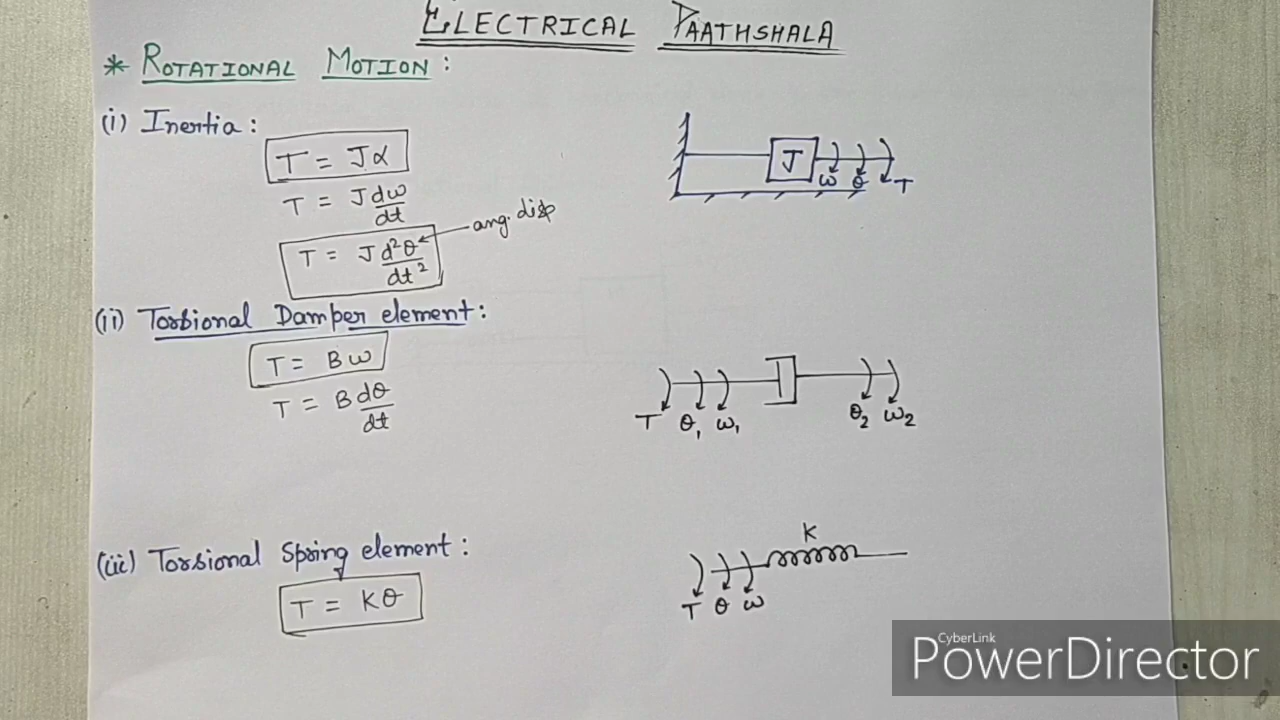 ELECTRICAL PAATHSHALA
* ROTATIONAL MOTION :
(i) Inertia :
T = Jα
T = J dω/dt
T = J d²θ/dt²
ang. disp
J
ω θ T
(ii) Torsional Damper element :
T = Bω
T = B dθ/dt
T θ₁ ω₁
θ₂ ω₂
(iii) Torsional Spring element :
T = Kθ
K
T θ ω
CyberLink
PowerDirector